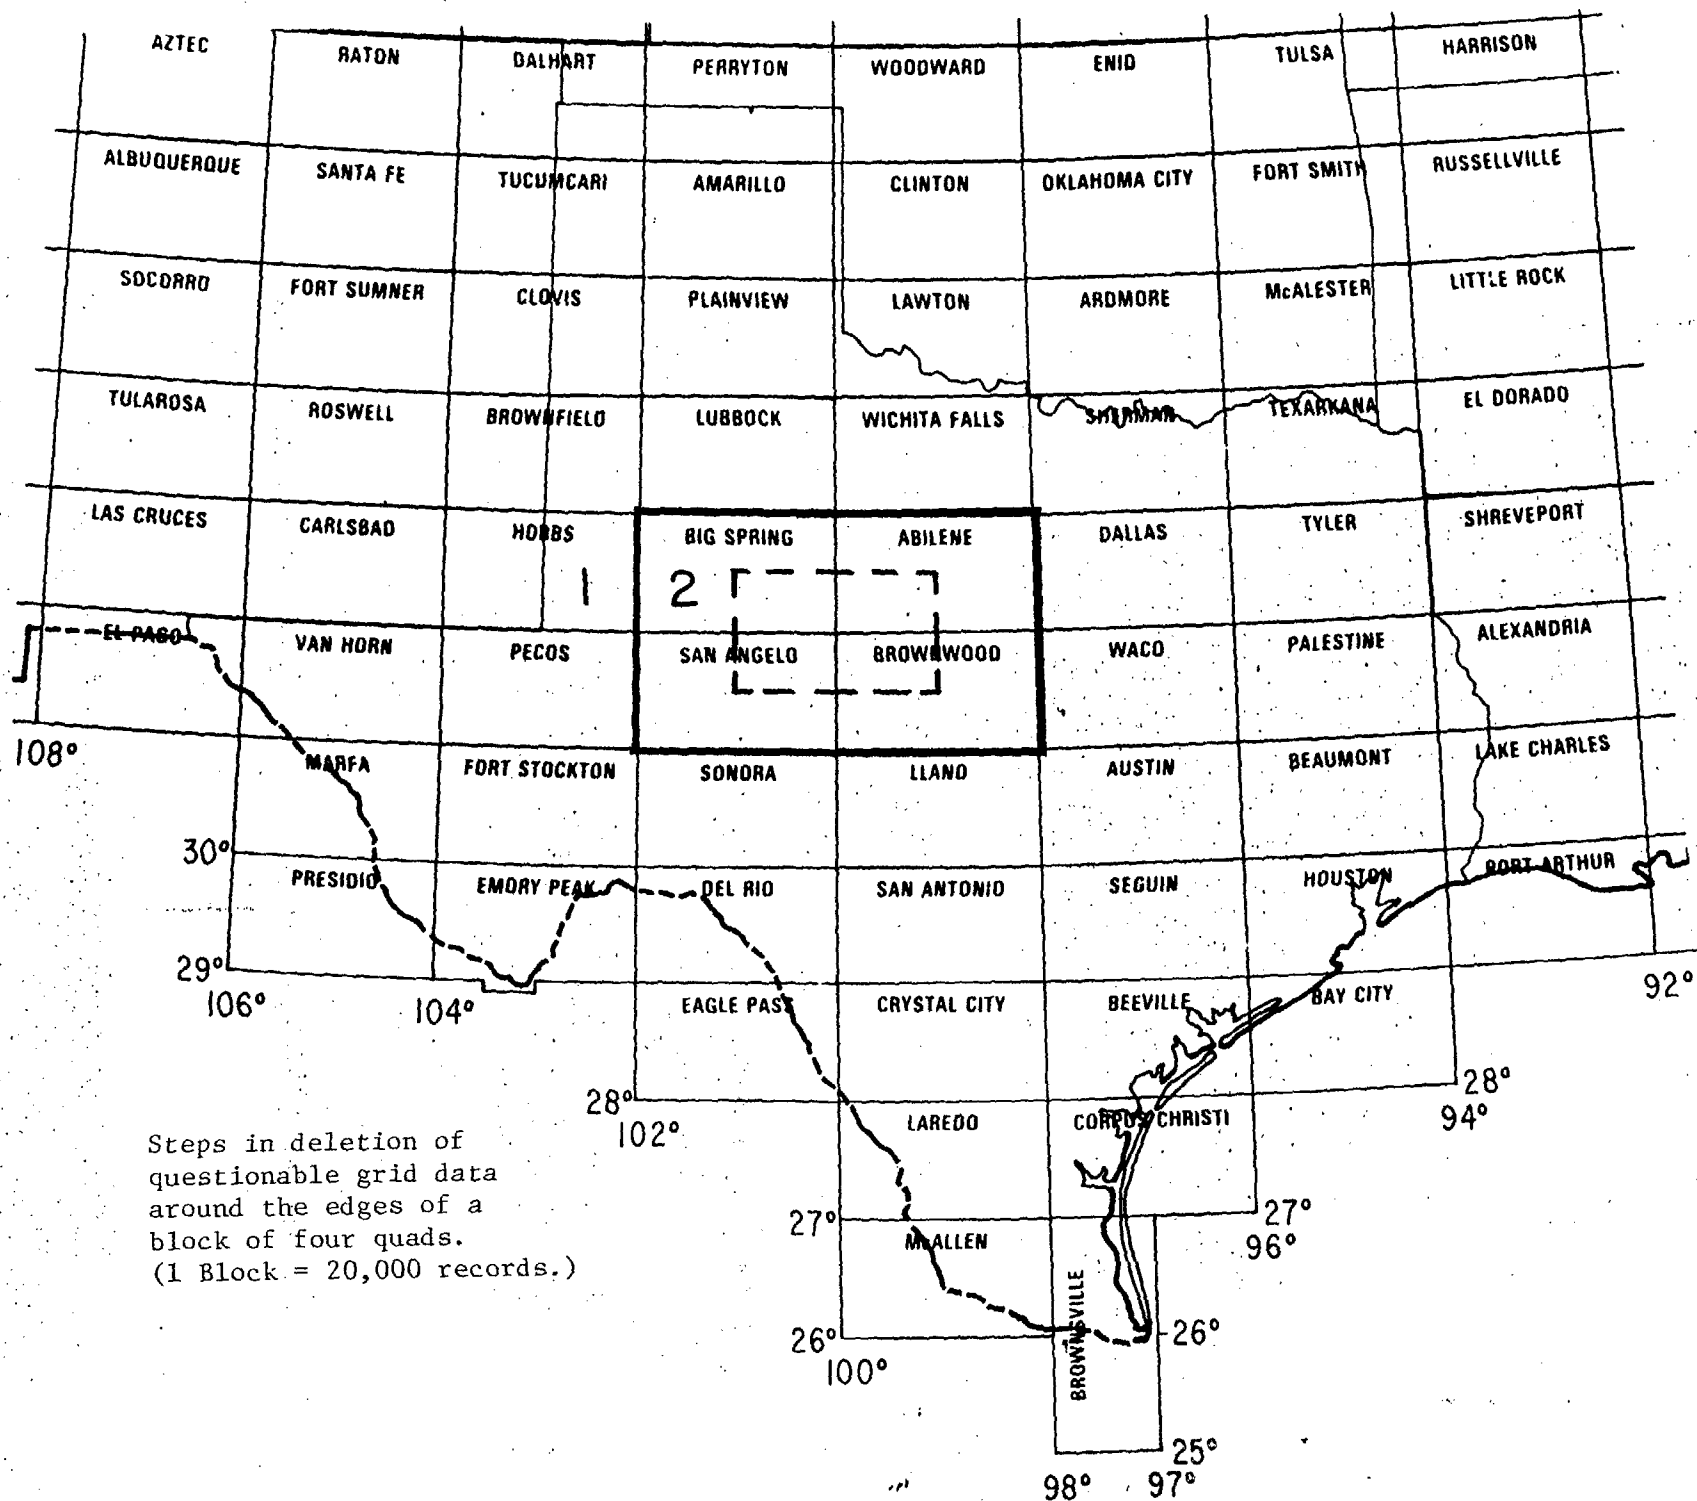 AZTEC RATON DALHART PERRYTON WOODWARD ENID TULSA HARRISON
ALBUQUERQUE SANTA FE TUCUMCARI AMARILLO CLINTON OKLAHOMA CITY FORT SMITH RUSSELLVILLE
SOCORRO FORT SUMNER CLOVIS PLAINVIEW LAWTON ARDMORE McALESTER LITTLE ROCK
TULAROSA ROSWELL BROWNFIELD LUBBOCK WICHITA FALLS SHERMAN TEXARKANA EL DORADO
LAS CRUCES CARLSBAD HOBBS BIG SPRING ABILENE DALLAS TYLER SHREVEPORT
1 2
EL PASO VAN HORN PECOS SAN ANGELO BROWNWOOD WACO PALESTINE ALEXANDRIA
108°
MARFA FORT STOCKTON SONORA LLANO AUSTIN BEAUMONT LAKE CHARLES
30°
PRESIDIO EMORY PEAK DEL RIO SAN ANTONIO SEGUIN HOUSTON PORT ARTHUR
29°
106° 104° EAGLE PASS CRYSTAL CITY BEEVILLE BAY CITY 92°
28° 28°
102° LAREDO CORPUS CHRISTI 94°
Steps in deletion of
questionable grid data
around the edges of a
block of four quads.
(1 Block = 20,000 records.)
27° 27°
McALLEN 96°
BROWNSVILLE
26° 26°
100°
25°
98° 97°